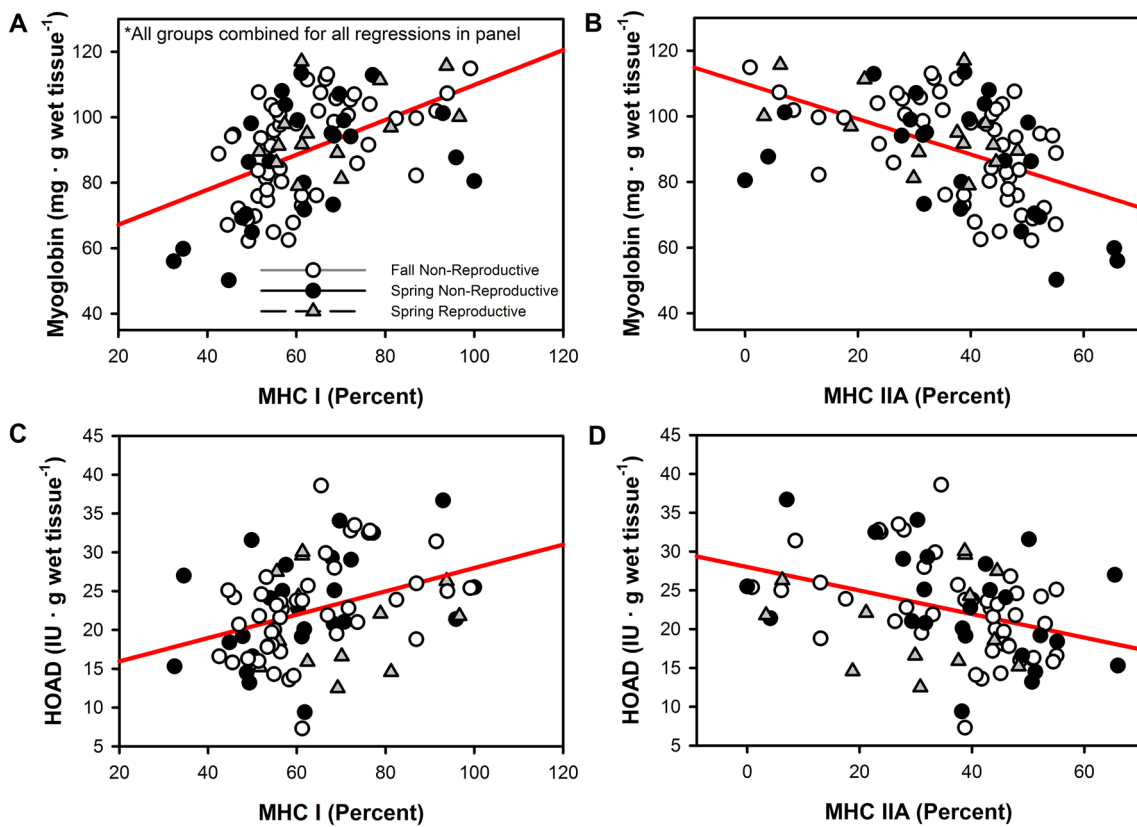 A
*All groups combined for all regressions in panel
Myoglobin (mg · g wet tissue⁻¹)
120
100
80
60
40
Fall Non-Reproductive
Spring Non-Reproductive
Spring Reproductive
20 40 60 80 100 120
MHC I (Percent)
B
Myoglobin (mg · g wet tissue⁻¹)
120
100
80
60
40
0 20 40 60
MHC IIA (Percent)
C
HOAD (IU · g wet tissue⁻¹)
45
40
35
30
25
20
15
10
5
20 40 60 80 100 120
MHC I (Percent)
D
HOAD (IU · g wet tissue⁻¹)
45
40
35
30
25
20
15
10
5
0 20 40 60
MHC IIA (Percent)